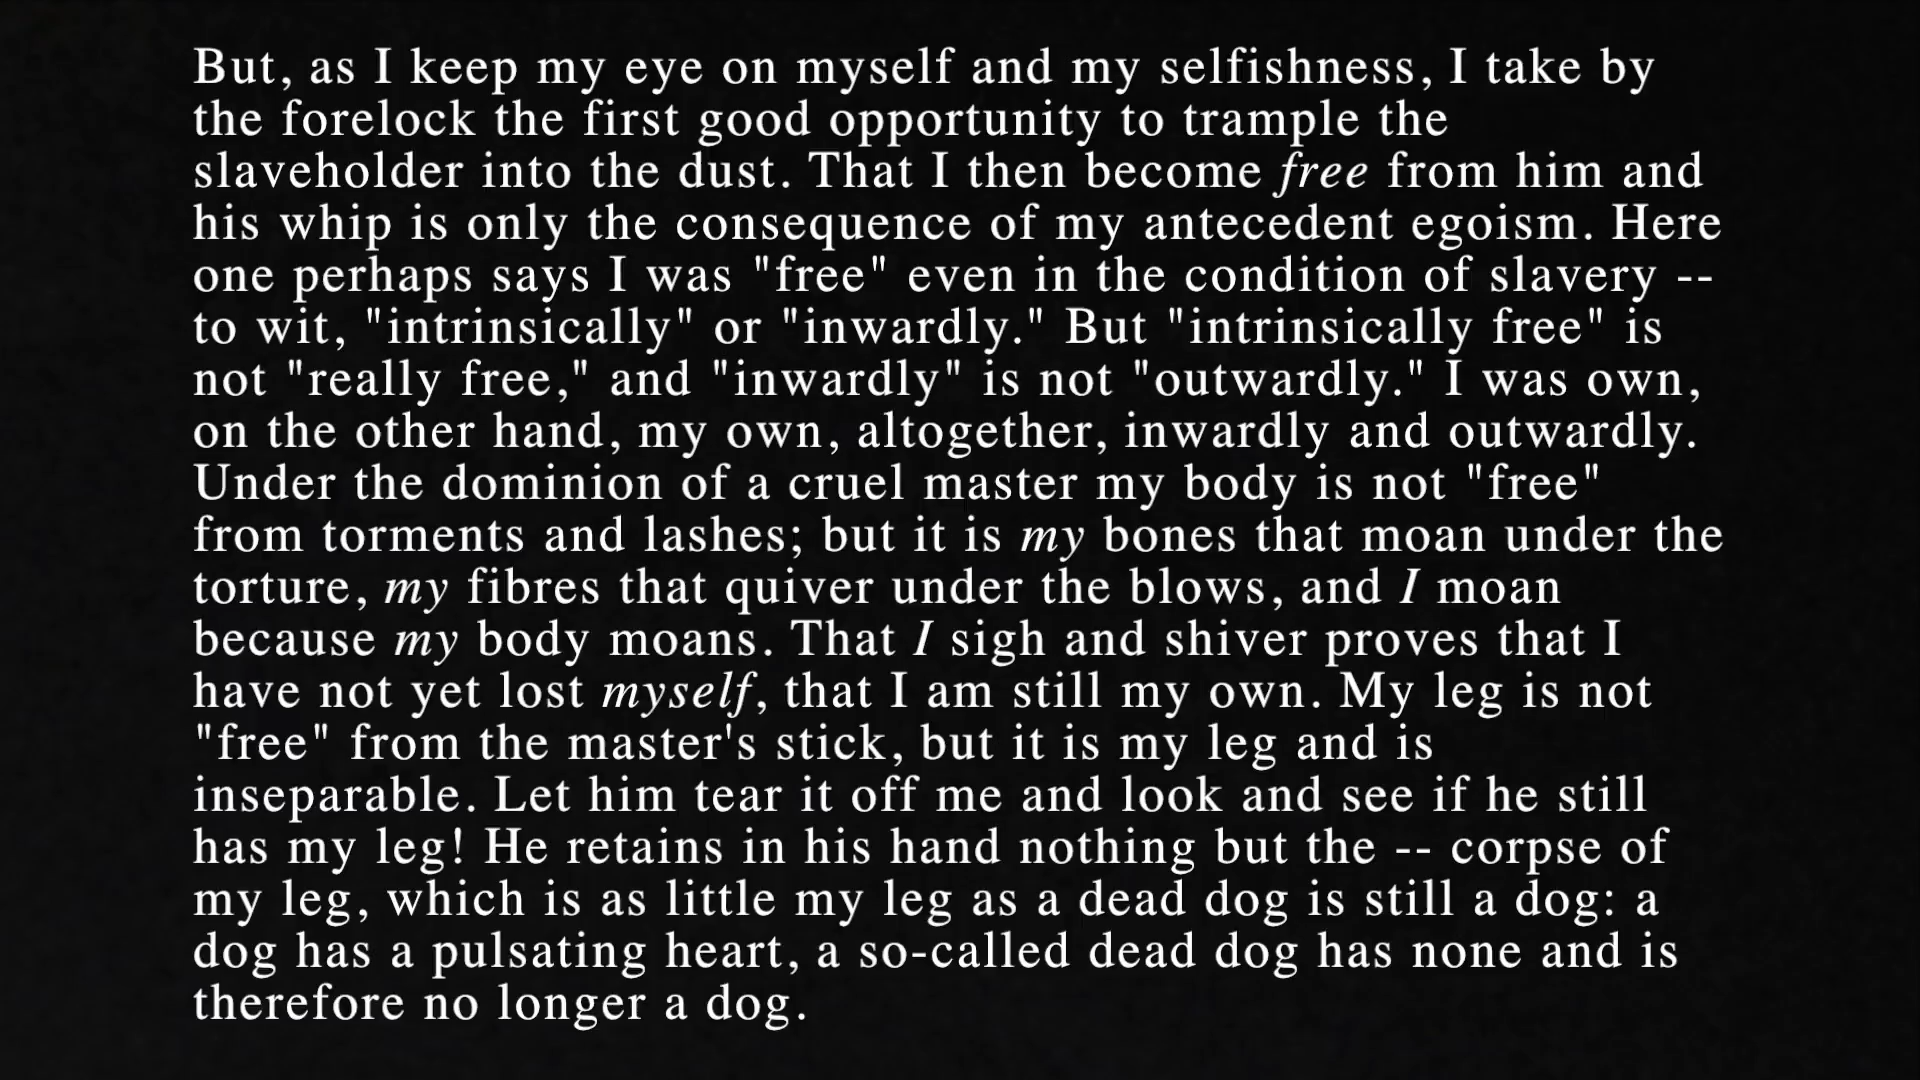 But, as I keep my eye on myself and my selfishness, I take by
the forelock the first good opportunity to trample the
slaveholder into the dust. That I then become free from him and
his whip is only the consequence of my antecedent egoism. Here
one perhaps says I was "free" even in the condition of slavery --
to wit, "intrinsically" or "inwardly." But "intrinsically free" is
not "really free," and "inwardly" is not "outwardly." I was own,
on the other hand, my own, altogether, inwardly and outwardly.
Under the dominion of a cruel master my body is not "free"
from torments and lashes; but it is my bones that moan under the
torture, my fibres that quiver under the blows, and I moan
because my body moans. That I sigh and shiver proves that I
have not yet lost myself, that I am still my own. My leg is not
"free" from the master's stick, but it is my leg and is
inseparable. Let him tear it off me and look and see if he still
has my leg! He retains in his hand nothing but the -- corpse of
my leg, which is as little my leg as a dead dog is still a dog: a
dog has a pulsating heart, a so-called dead dog has none and is
therefore no longer a dog.